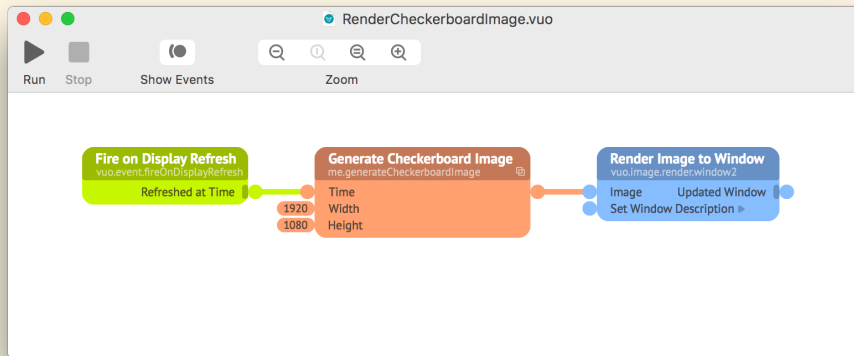 RenderCheckerboardImage.vuo
Run
Stop
Show Events
Zoom
Fire on Display Refresh
vuo.event.fireOnDisplayRefresh
Refreshed at Time
Generate Checkerboard Image
me.generateCheckerboardImage
Time
1920 Width
1080 Height
Render Image to Window
vuo.image.render.window2
Image Updated Window
Set Window Description ▶